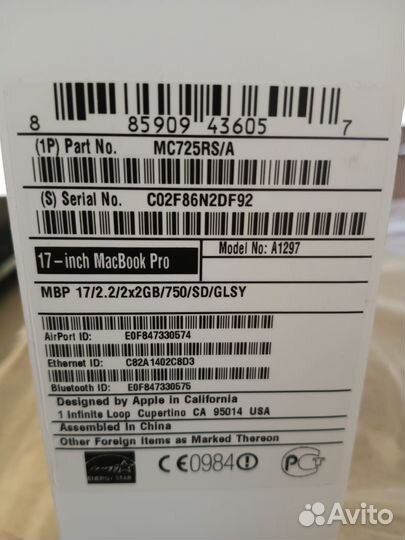 8 85909 43605 7
(1P) Part No. MC725RS/A
(S) Serial No. C02F86N2DF92
17-inch MacBook Pro
Model No: A1297
MBP 17/2.2/2x2GB/750/SD/GLSY
AirPort ID: E0F847330574
Ethernet ID: C82A1402C8D3
Bluetooth ID: E0F847330575
Designed by Apple in California
1 Infinite Loop Cupertino CA 95014 USA
Assembled In China
Other Foreign Items as Marked Thereon
ENERGY STAR
CE0984
Avito